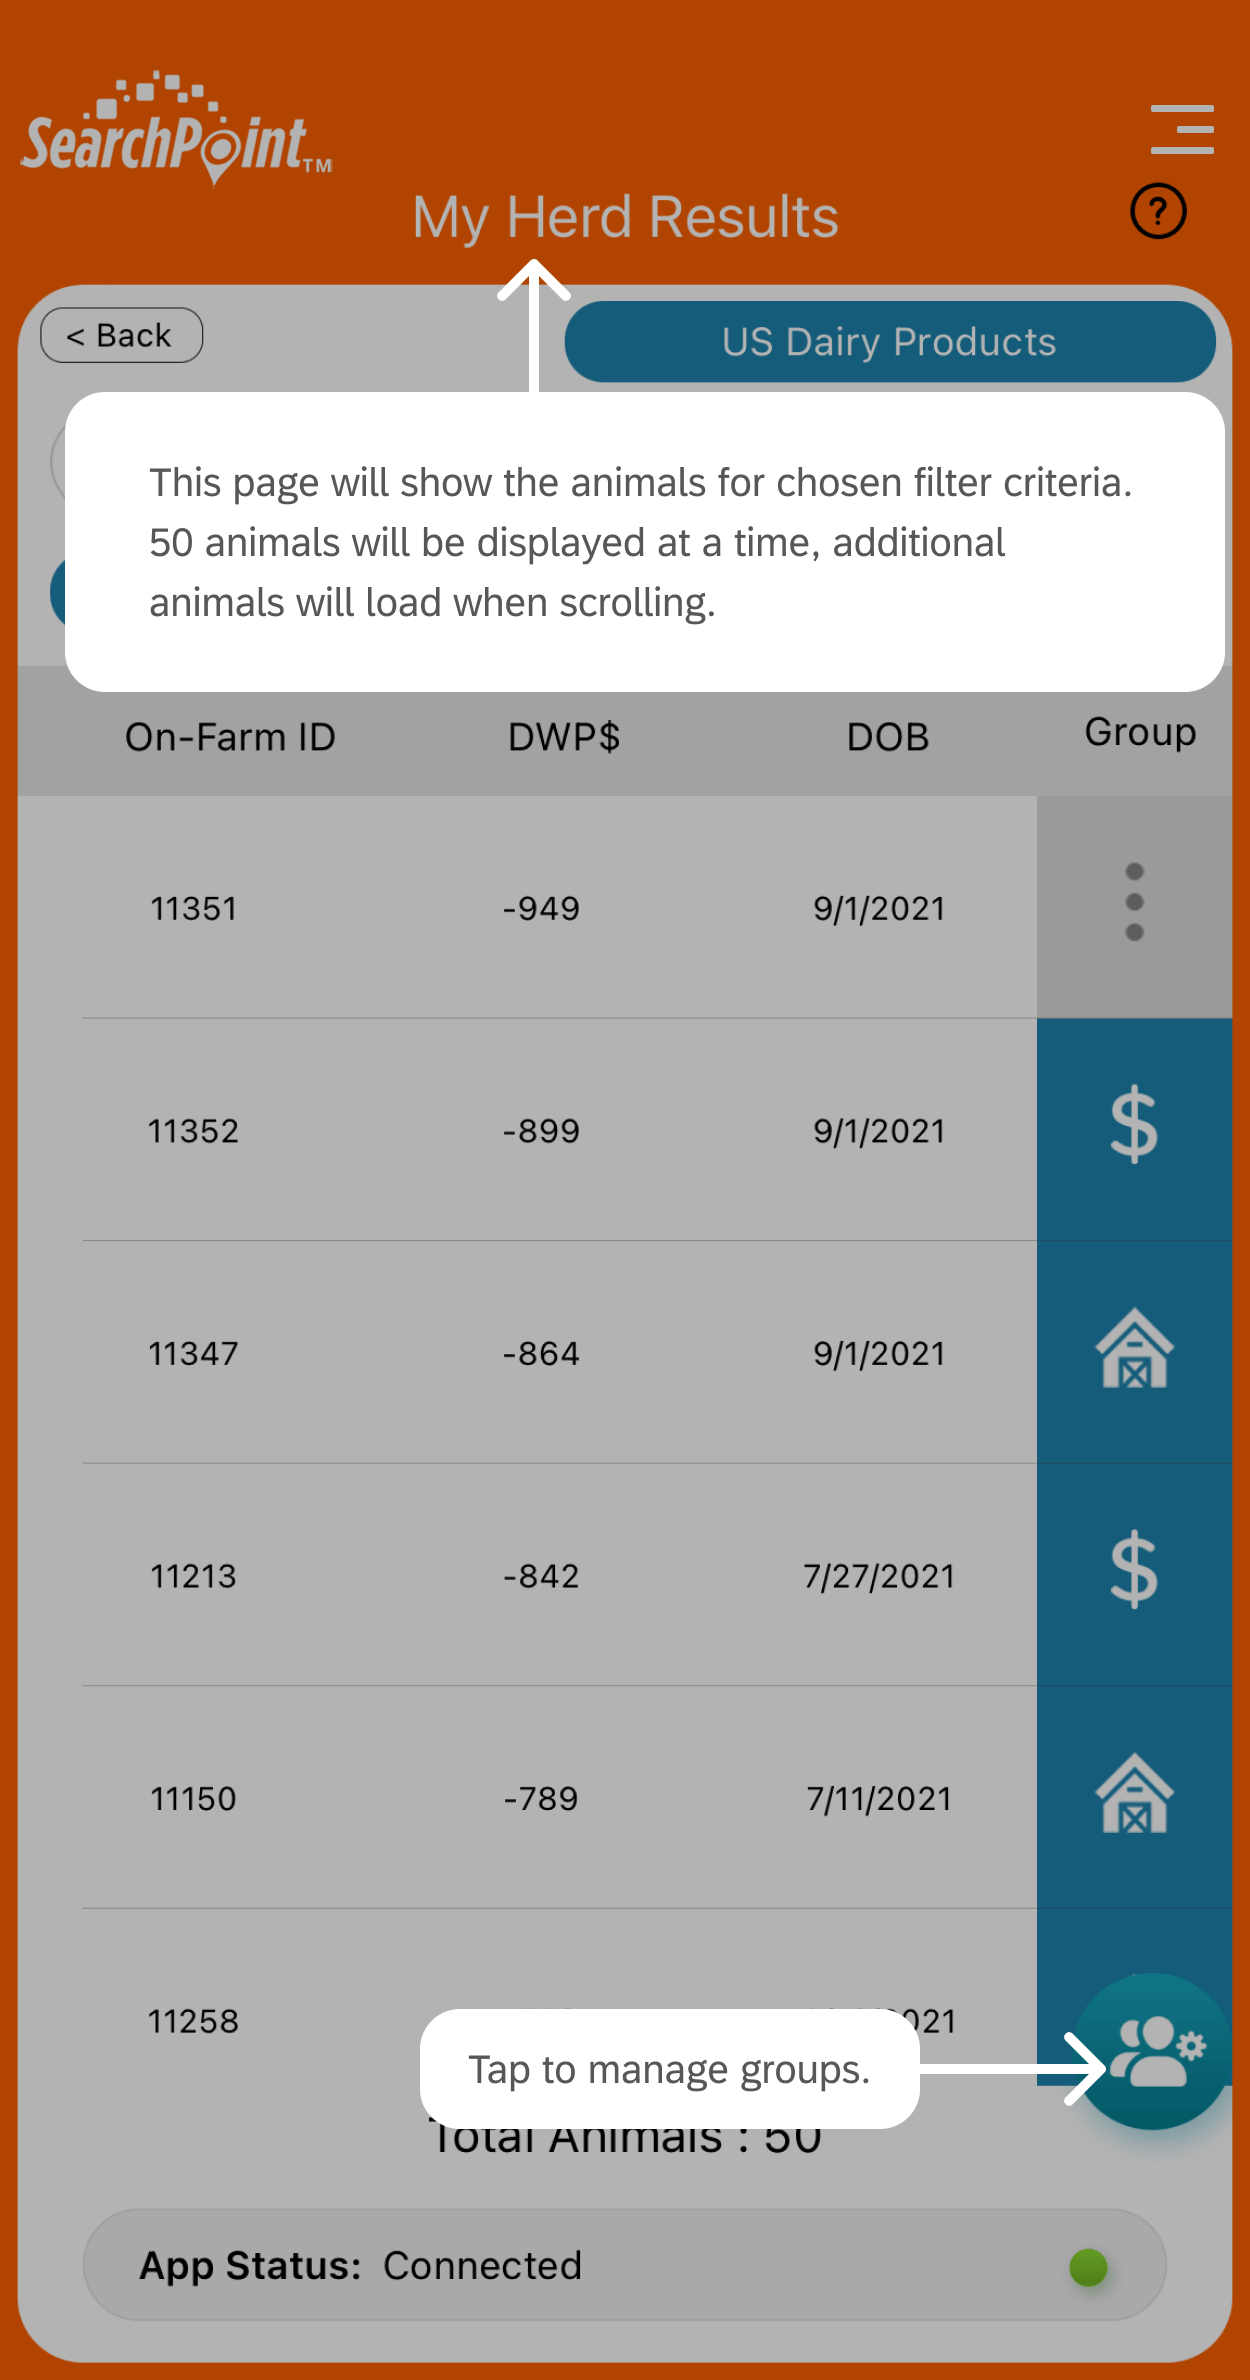 SearchPoint™
My Herd Results
?
< Back
US Dairy Products
This page will show the animals for chosen filter criteria.
50 animals will be displayed at a time, additional
animals will load when scrolling.
On-Farm ID DWP$ DOB Group
11351 -949 9/1/2021
11352 -899 9/1/2021 $
11347 -864 9/1/2021
11213 -842 7/27/2021 $
11150 -789 7/11/2021
11258
Tap to manage groups.
Total Animals : 50
App Status: Connected